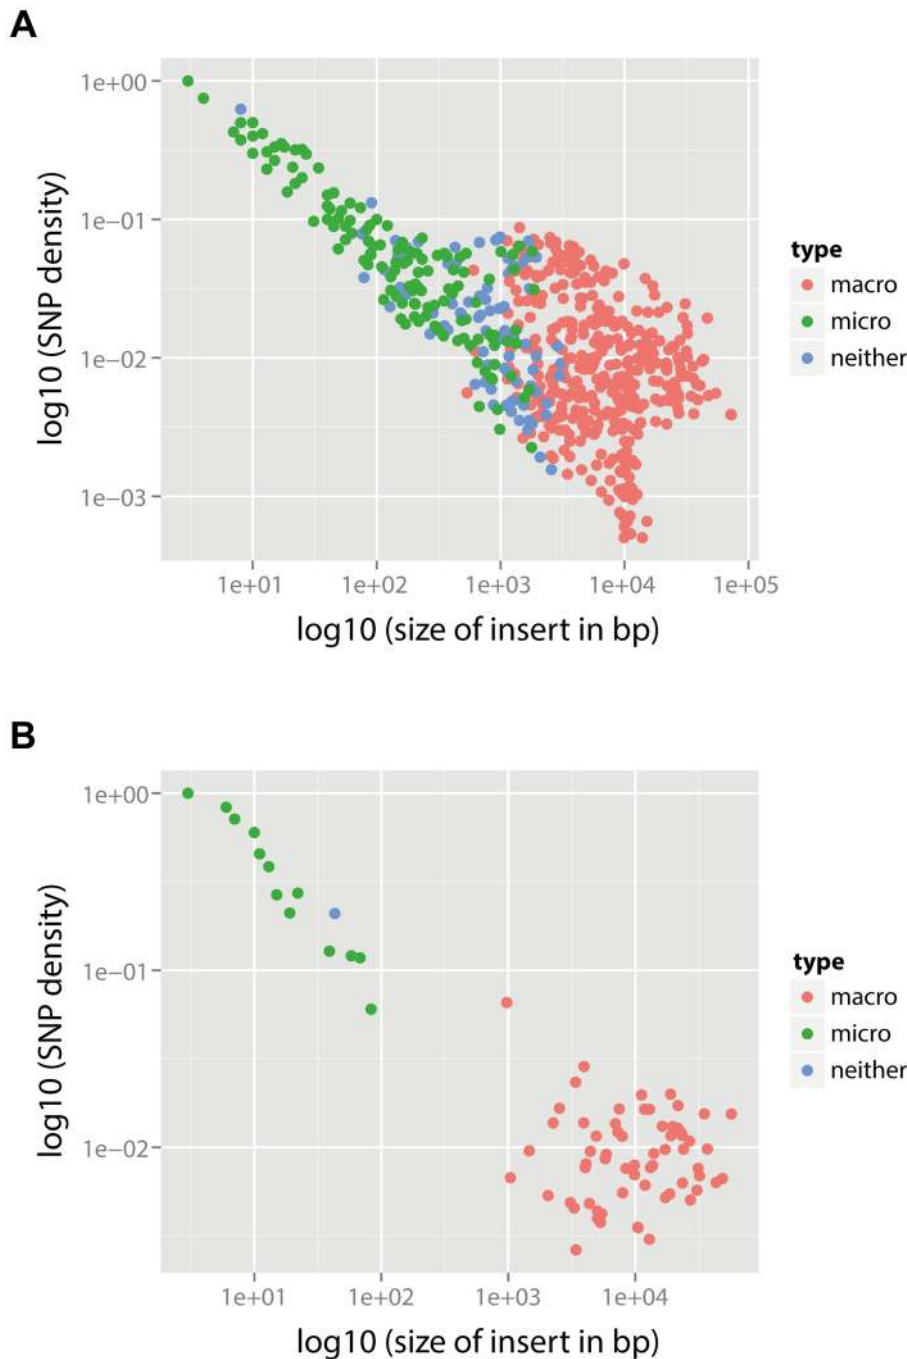 A
log10 (SNP density)
1e+00
1e−01
1e−02
1e−03
1e+01
1e+02
1e+03
1e+04
1e+05
log10 (size of insert in bp)
type
macro
micro
neither
B
log10 (SNP density)
1e+00
1e−01
1e−02
1e+01
1e+02
1e+03
1e+04
log10 (size of insert in bp)
type
macro
micro
neither